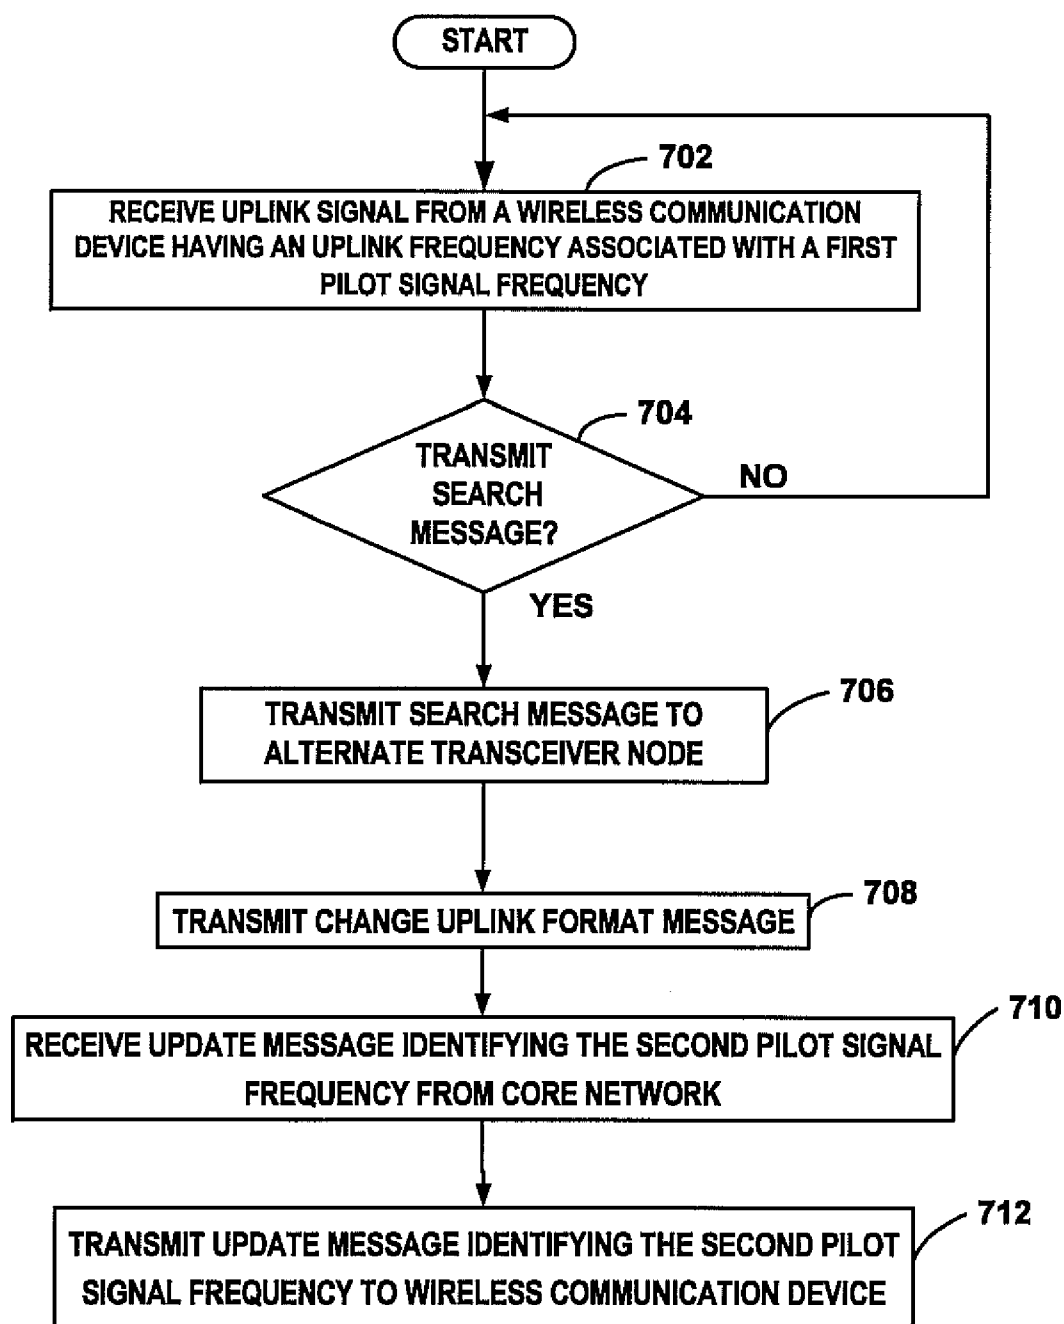 START
702
RECEIVE UPLINK SIGNAL FROM A WIRELESS COMMUNICATION
DEVICE HAVING AN UPLINK FREQUENCY ASSOCIATED WITH A FIRST
PILOT SIGNAL FREQUENCY
704
TRANSMIT
SEARCH
MESSAGE?
NO
YES
706
TRANSMIT SEARCH MESSAGE TO
ALTERNATE TRANSCEIVER NODE
708
TRANSMIT CHANGE UPLINK FORMAT MESSAGE
710
RECEIVE UPDATE MESSAGE IDENTIFYING THE SECOND PILOT SIGNAL
FREQUENCY FROM CORE NETWORK
712
TRANSMIT UPDATE MESSAGE IDENTIFYING THE SECOND PILOT
SIGNAL FREQUENCY TO WIRELESS COMMUNICATION DEVICE